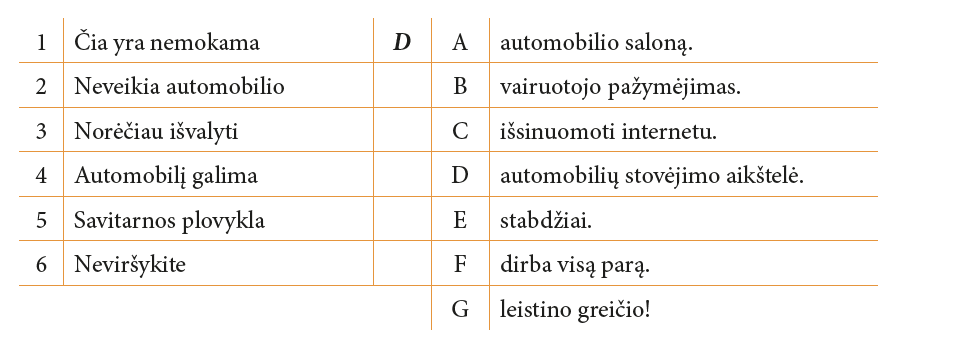 1 Čia yra nemokama D A automobilio saloną.
2 Neveikia automobilio B vairuotojo pažymėjimas.
3 Norėčiau išvalyti C išsinuomoti internetu.
4 Automobilį galima D automobilių stovėjimo aikštelė.
5 Savitarnos plovykla E stabdžiai.
6 Neviršykite F dirba visą parą.
G leistino greičio!